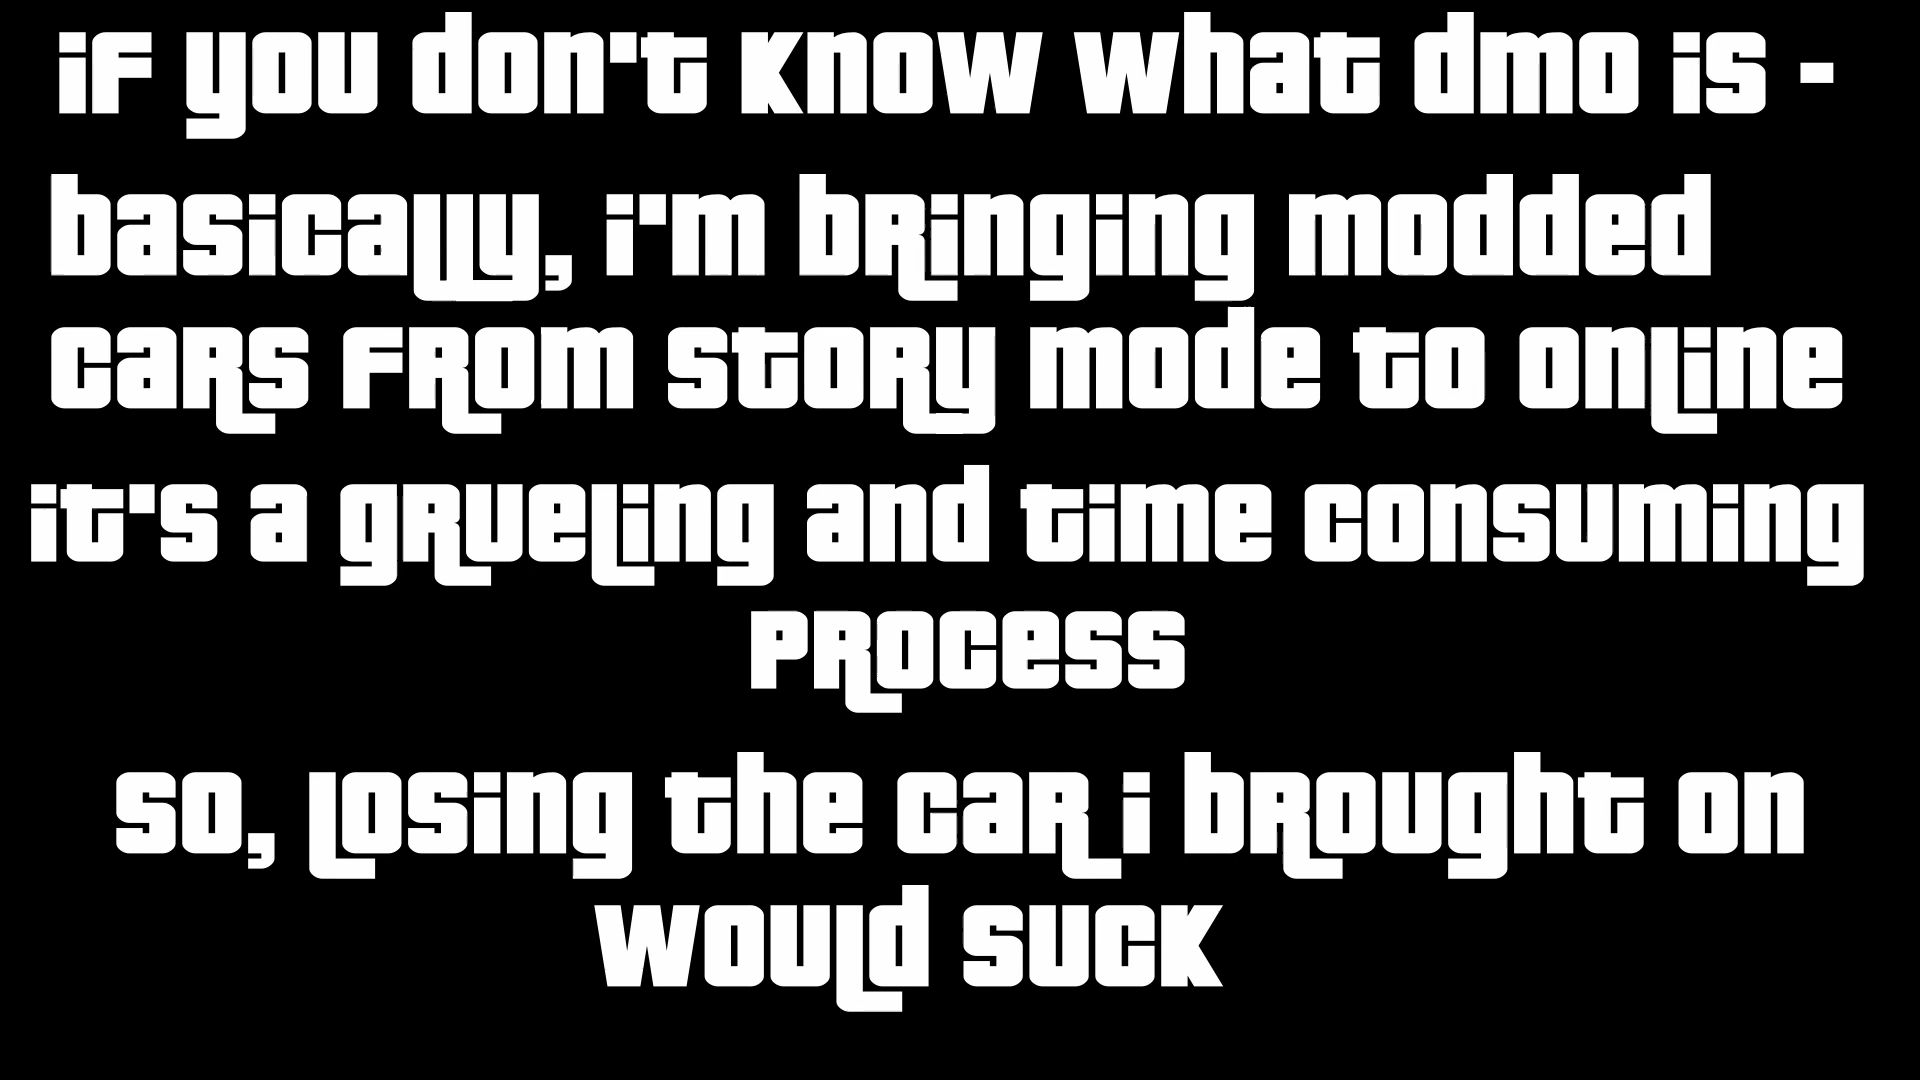 if you don't know what dmo is -
basically, i'm bringing modded
cars from story mode to online
it's a grueling and time consuming
process
so, losing the car i brought on
would suck